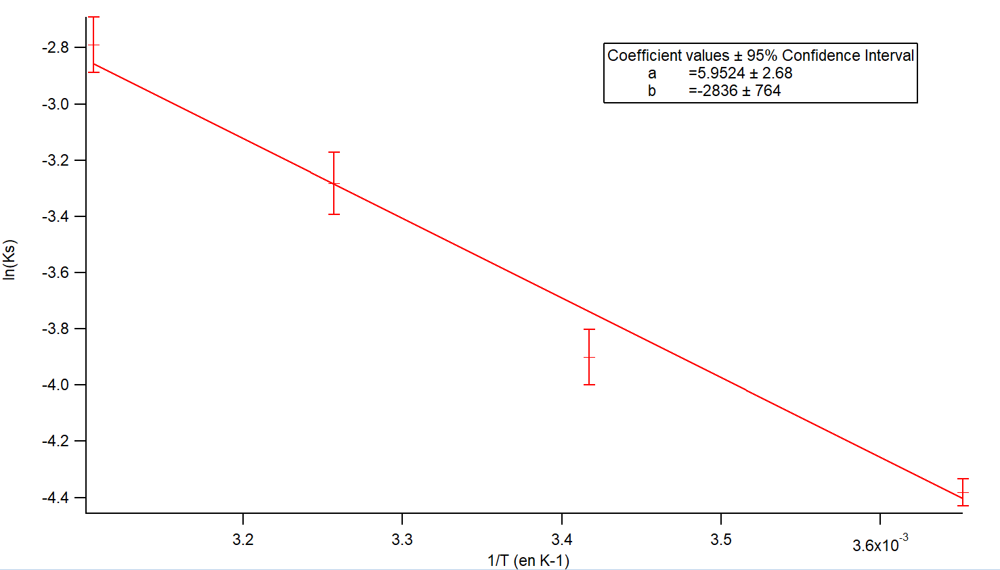 Coefficient values ± 95% Confidence Interval
a =5.9524 ± 2.68
b =-2836 ± 764
-2.8
-3.0
-3.2
-3.4
-3.6
-3.8
-4.0
-4.2
-4.4
ln(Ks)
3.2 3.3 3.4 3.5 3.6x10-3
1/T (en K-1)